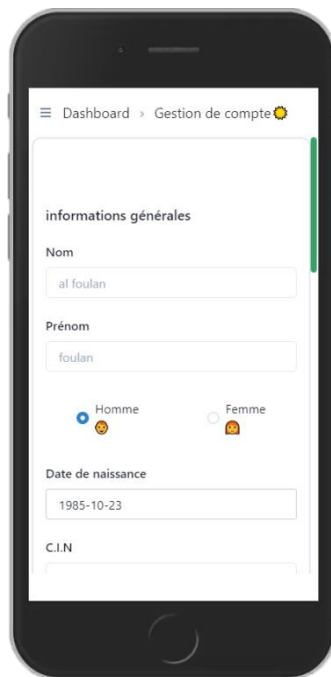 Dashboard › Gestion de compte
informations générales
Nom
al foulan
Prénom
foulan
Homme Femme
Date de naissance
1985-10-23
C.I.N